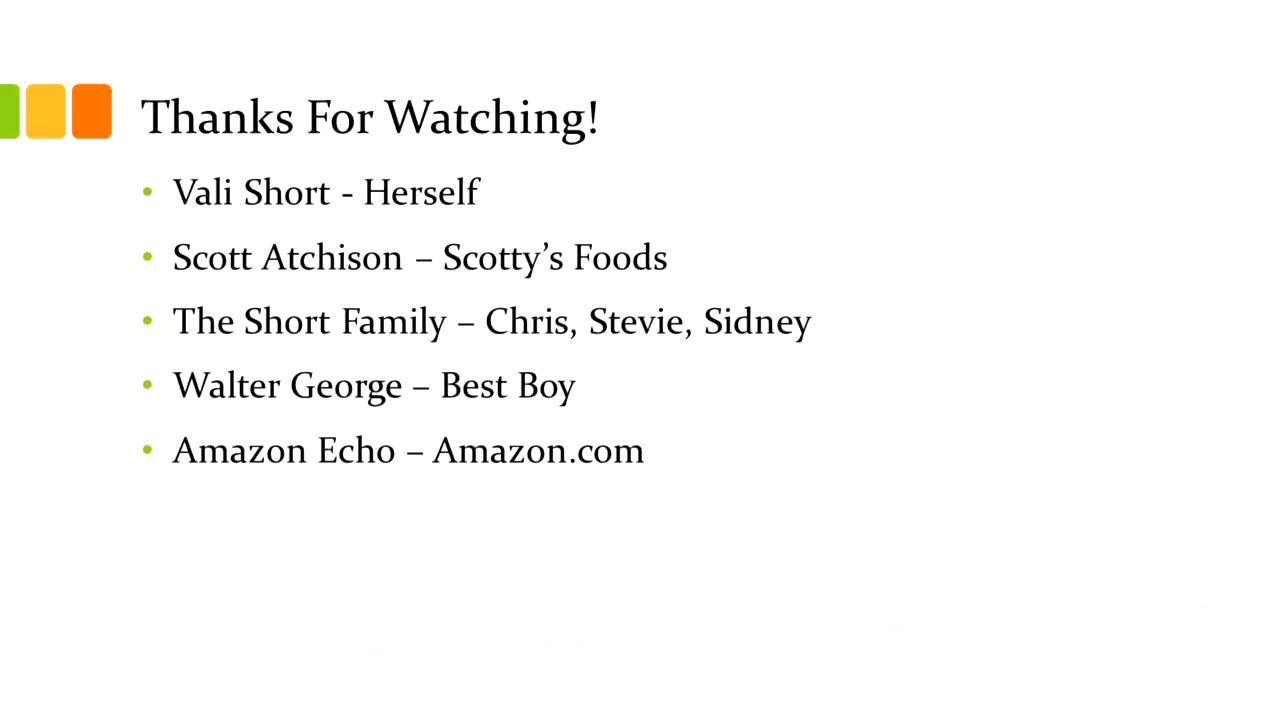 Thanks For Watching!
• Vali Short - Herself
• Scott Atchison – Scotty’s Foods
• The Short Family – Chris, Stevie, Sidney
• Walter George – Best Boy
• Amazon Echo – Amazon.com